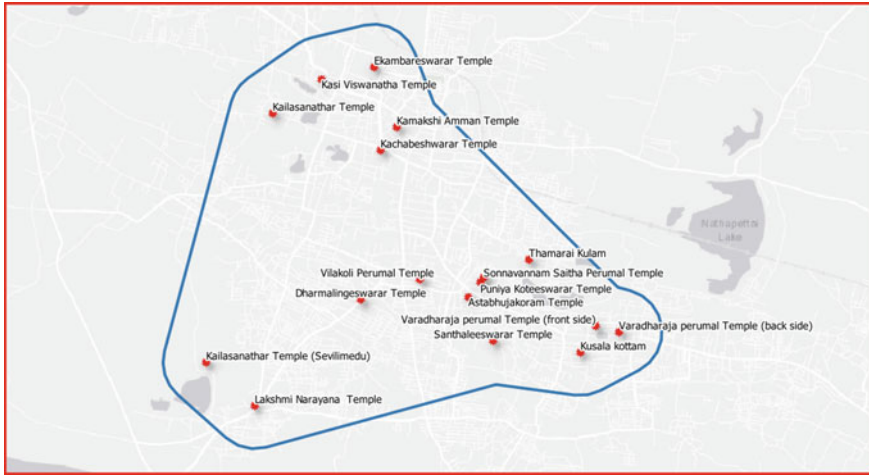 Ekambareswarar Temple
Kasi Viswanatha Temple
Kailasanathar Temple
Kamakshi Amman Temple
Kachabeshwarar Temple
Nathapettai
Lake
Thamarai Kulam
Vilakoli Perumal Temple
Sonnavannam Saitha Perumal Temple
Puniya Koteeswarar Temple
Dharmalingeswarar Temple
Astabhujakoram Temple
Varadharaja perumal Temple (front side)
Varadharaja perumal Temple (back side)
Santhaleeswarar Temple
Kusala kottam
Kailasanathar Temple (Sevilimedu)
Lakshmi Narayana Temple